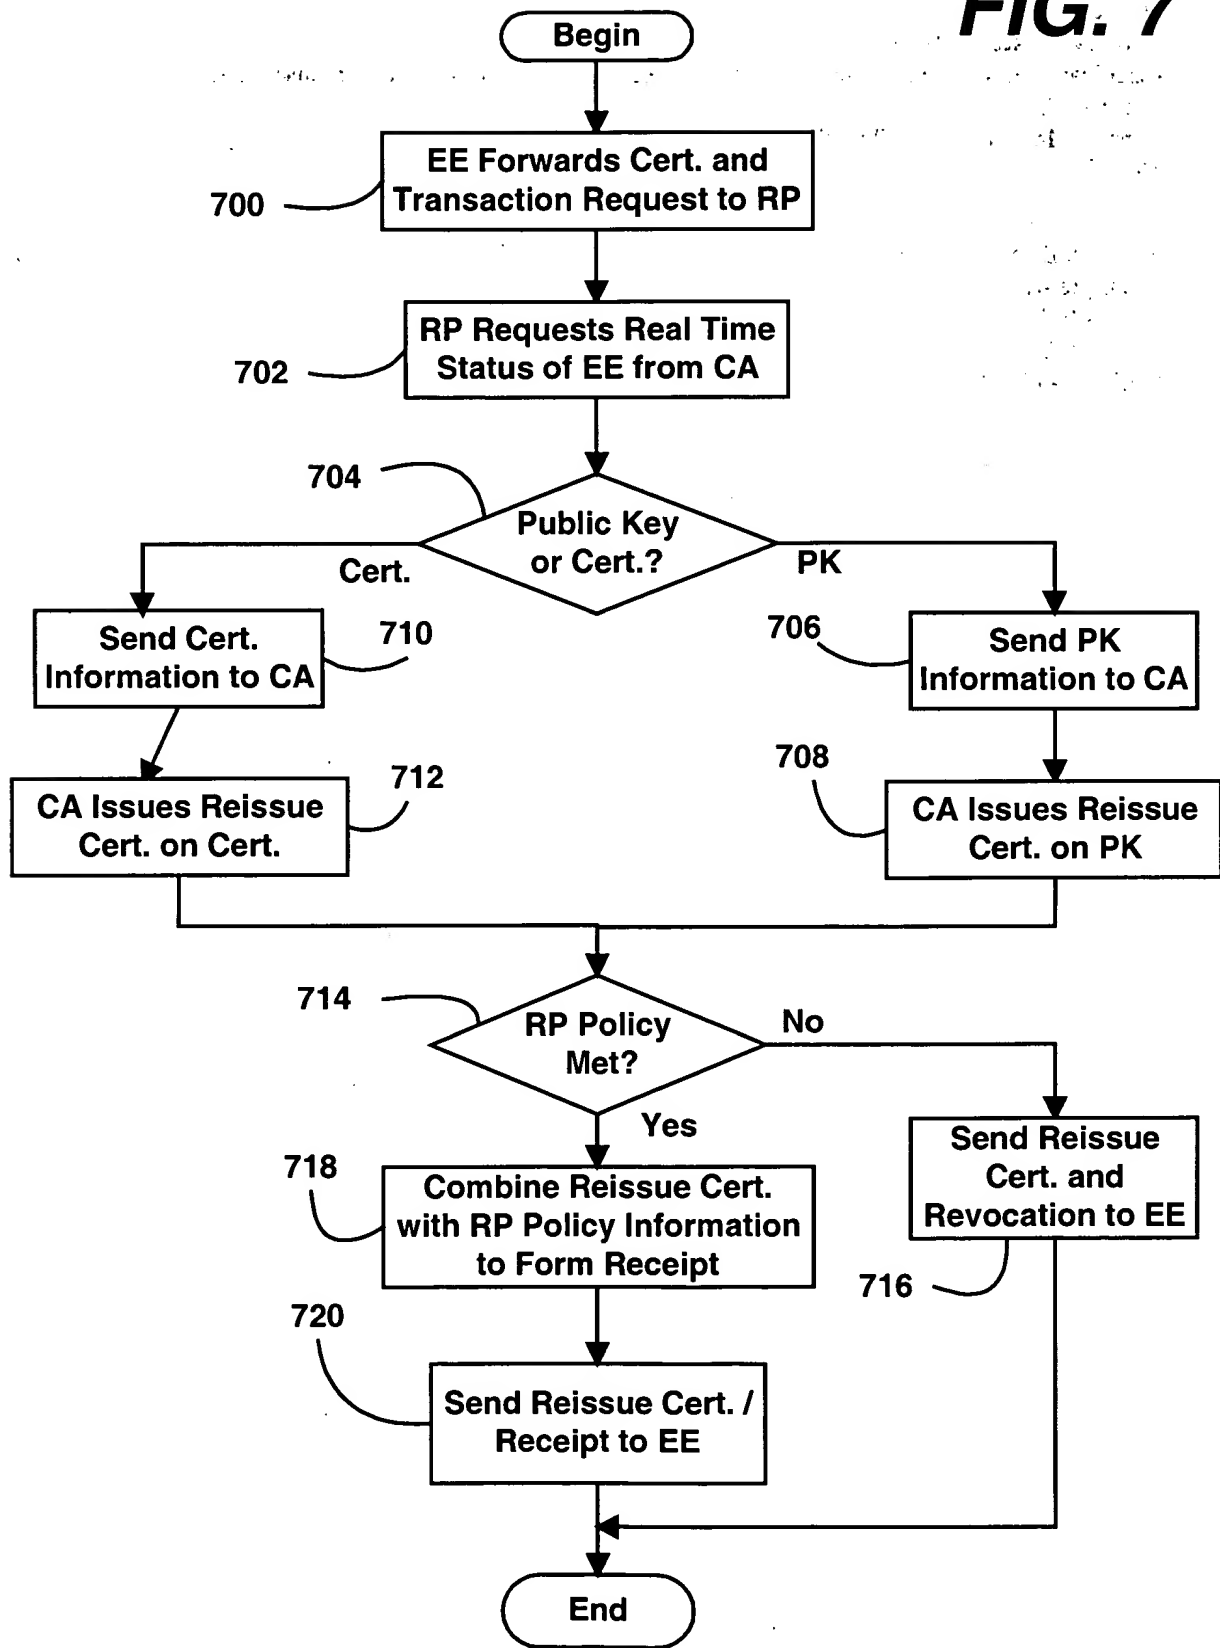 FIG. 7
Begin
EE Forwards Cert. and
Transaction Request to RP
700
RP Requests Real Time
Status of EE from CA
702
704
Public Key
or Cert.?
Cert.
PK
Send Cert.
Information to CA
710
706
Send PK
Information to CA
CA Issues Reissue
Cert. on Cert.
712
708
CA Issues Reissue
Cert. on PK
714
RP Policy
Met?
No
Yes
Send Reissue
Cert. and
Revocation to EE
716
718
Combine Reissue Cert.
with RP Policy Information
to Form Receipt
720
Send Reissue Cert. /
Receipt to EE
End